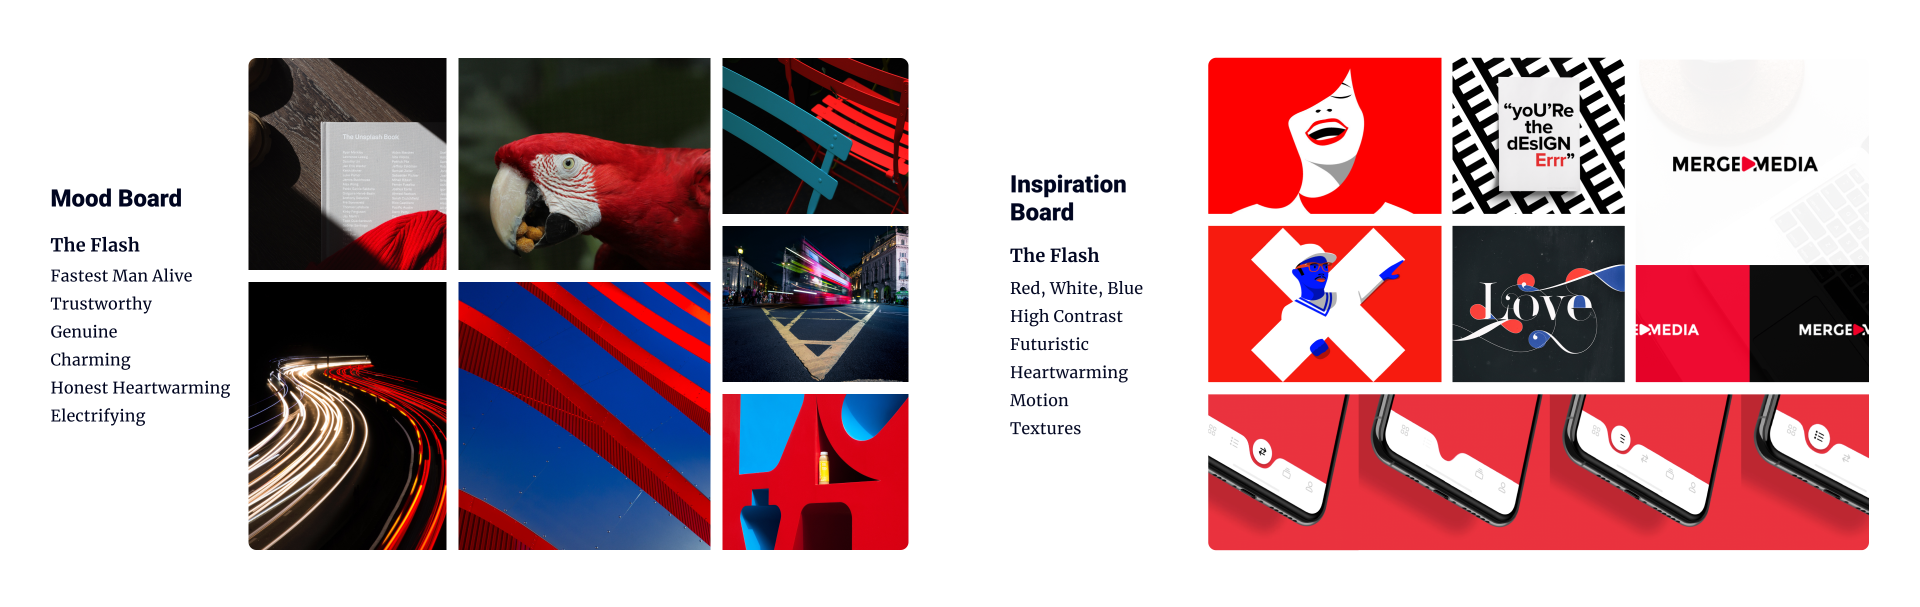 Mood Board
The Flash
Fastest Man Alive
Trustworthy
Genuine
Charming
Honest Heartwarming
Electrifying
The Unsplash Book
Inspiration
Board
The Flash
Red, White, Blue
High Contrast
Futuristic
Heartwarming
Motion
Textures
“yoU’Re
the
dEsIGN
Errr”
MERGE MEDIA
Love
E MEDIA
MERGE